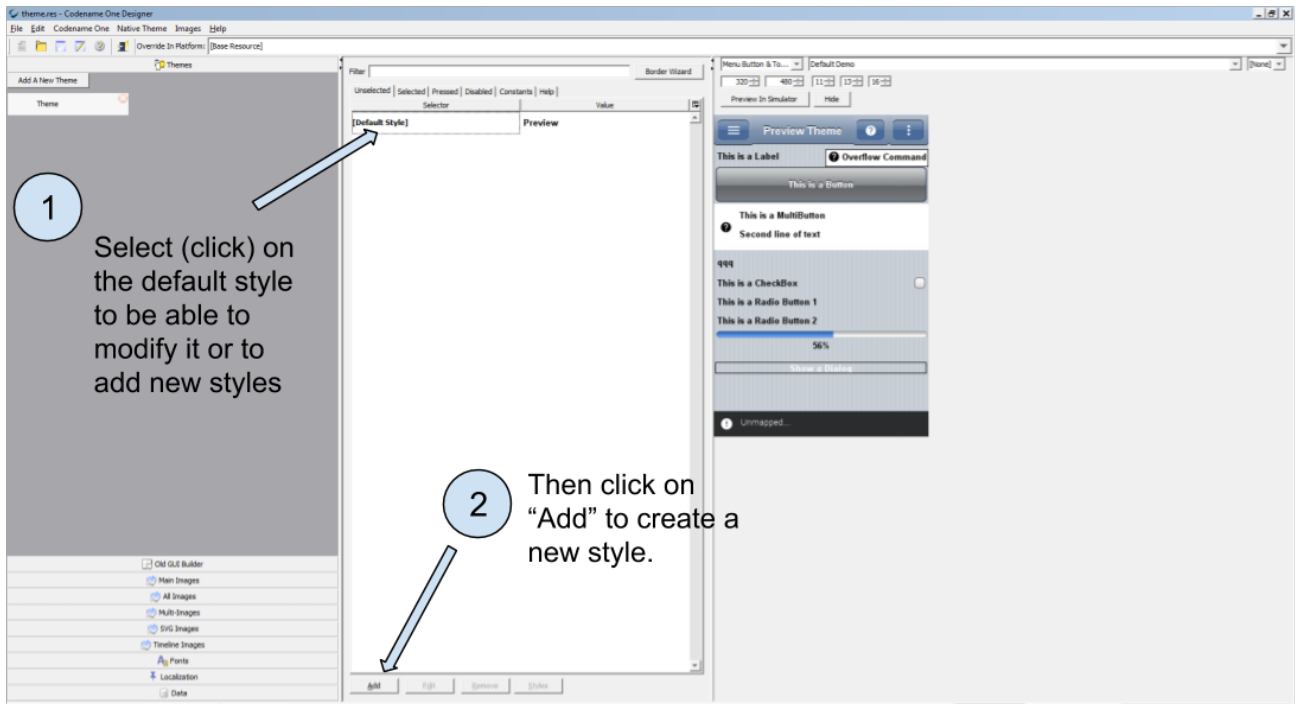 theme.res - Codename One Designer
File Edit Codename One Native Theme Images Help
Override In Platform: [Base Resource]
Themes
Add A New Theme
Theme
Filter
Border Wizard
Unselected Selected Pressed Disabled Constants Help
Selector Value
[Default Style] Preview
Menu Button & To... Default Demo [None]
320 480 11 13 16
Preview In Simulator Hide
Preview Theme
This is a Label
Overflow Command
This is a Button
This is a MultiButton
Second line of text
qqq
This is a CheckBox
This is a Radio Button 1
This is a Radio Button 2
56%
Show a Dialog
Unmapped...
1
Select (click) on
the default style
to be able to
modify it or to
add new styles
2
Then click on
“Add” to create a
new style.
Old GUI Builder
Main Images
All Images
Multi-Images
SVG Images
Timeline Images
Fonts
Localization
Data
Add Edit Remove Styles